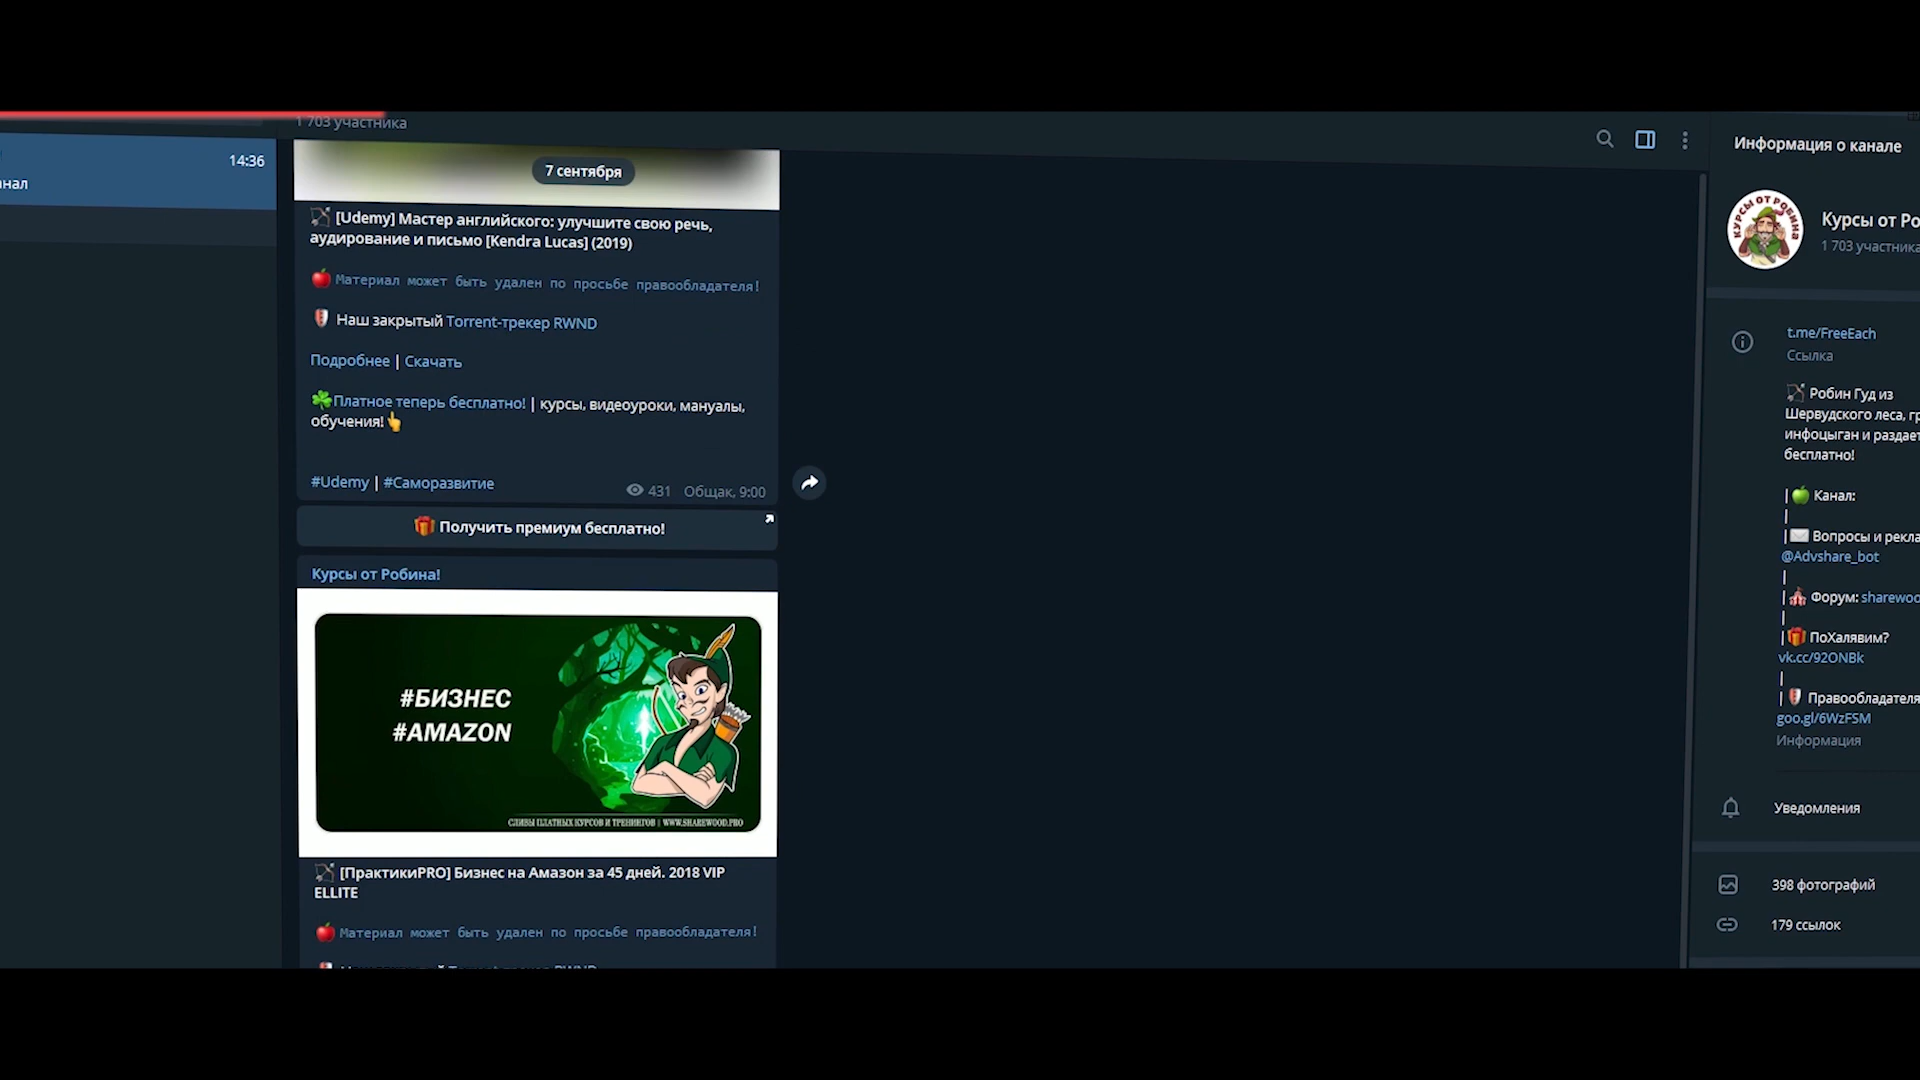 1 703 участника
14:36
7 сентября
[Udemy] Мастер английского: улучшите свою речь,
аудирование и письмо [Kendra Lucas] (2019)
Материал может быть удален по просьбе правообладателя!
Наш закрытый Torrent-трекер RWND
Подробнее | Скачать
Платное теперь бесплатно! | курсы, видеоуроки, мануалы,
обучения!
#Udemy | #Саморазвитие
431 Общак, 9:00
Получить премиум бесплатно!
Курсы от Робина!
#БИЗНЕС
#AMAZON
СЛИВЫ ПЛАТНЫХ КУРСОВ И ТРЕНИНГОВ | WWW.SHAREWOOD.PRO
[ПрактикиPRO] Бизнес на Амазон за 45 дней. 2018 VIP
ELLITE
Материал может быть удален по просьбе правообладателя!
Информация о канале
КУРСЫ ОТ РОБИНА
Курсы от Ро
1 703 участника
t.me/FreeEach
Ссылка
Робин Гуд из
Шервудского леса, гр
инфоцыган и раздает
бесплатно!
| Канал:
|
| Вопросы и рекла
@Advshare_bot
|
| Форум: sharewoo
|
| ПоХалявим?
vk.cc/92ONBk
|
| Правообладателя
goo.gl/6WzFSM
Информация
Уведомления
398 фотографий
179 ссылок